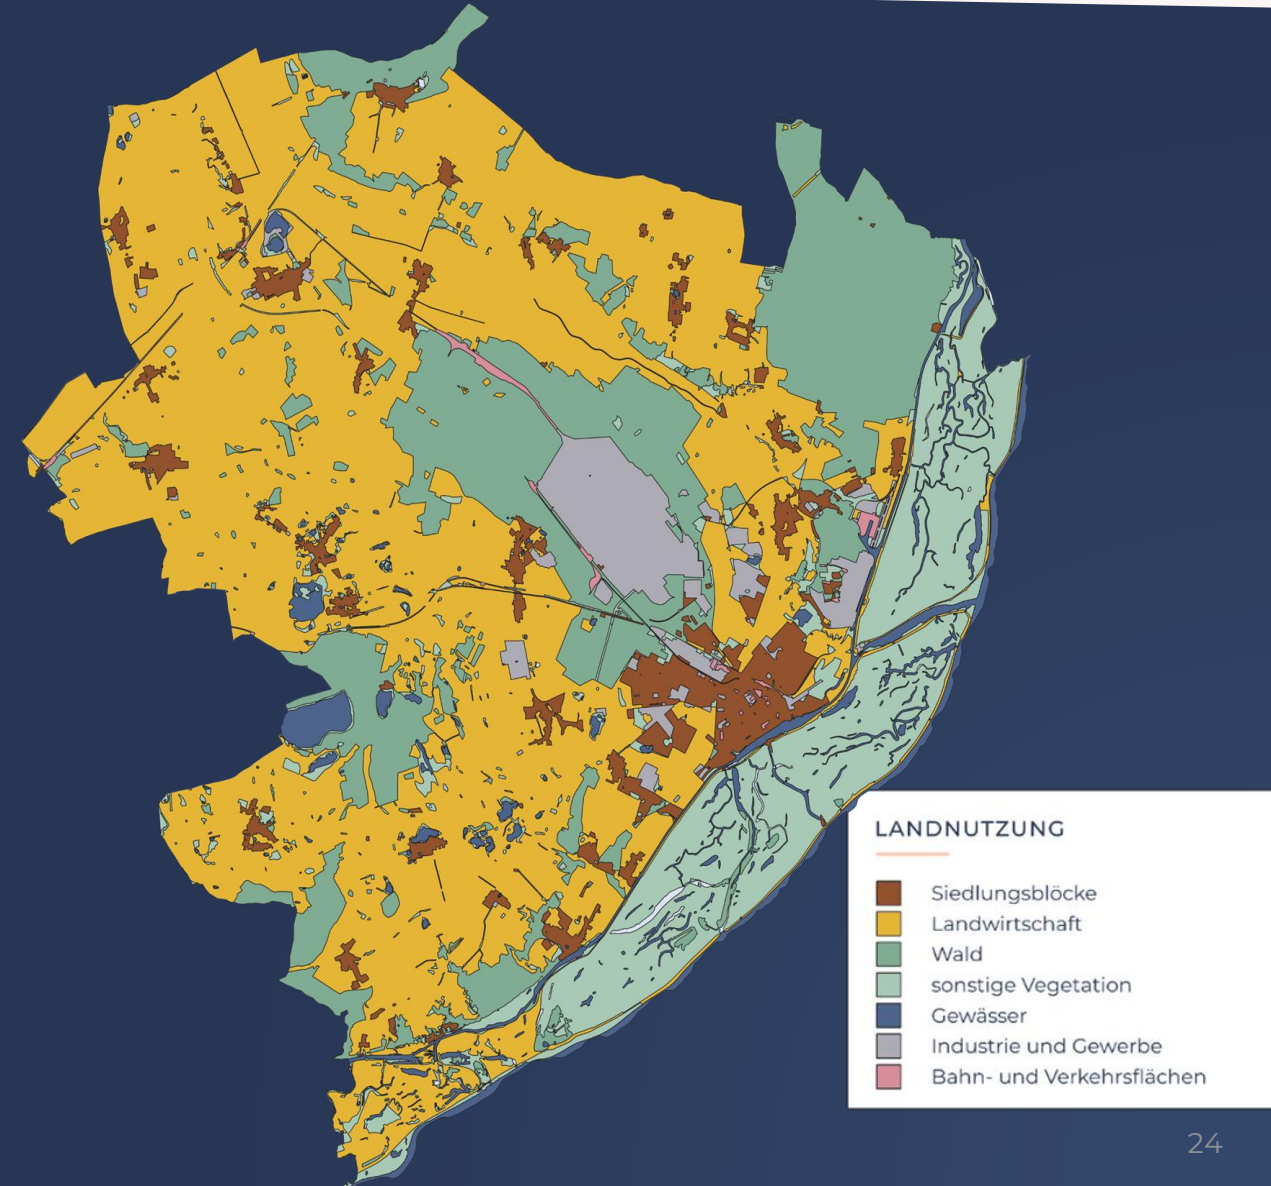 LANDNUTZUNG
Siedlungsblöcke
Landwirtschaft
Wald
sonstige Vegetation
Gewässer
Industrie und Gewerbe
Bahn- und Verkehrsflächen
24